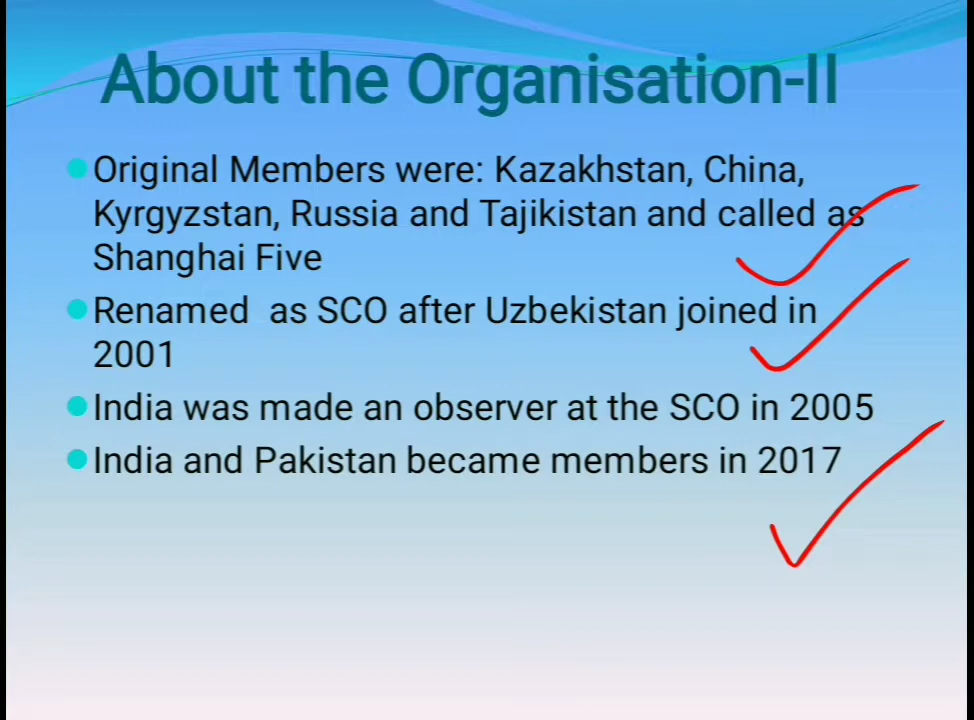 About the Organisation-II
Original Members were: Kazakhstan, China,
Kyrgyzstan, Russia and Tajikistan and called as
Shanghai Five
Renamed as SCO after Uzbekistan joined in
2001
India was made an observer at the SCO in 2005
India and Pakistan became members in 2017